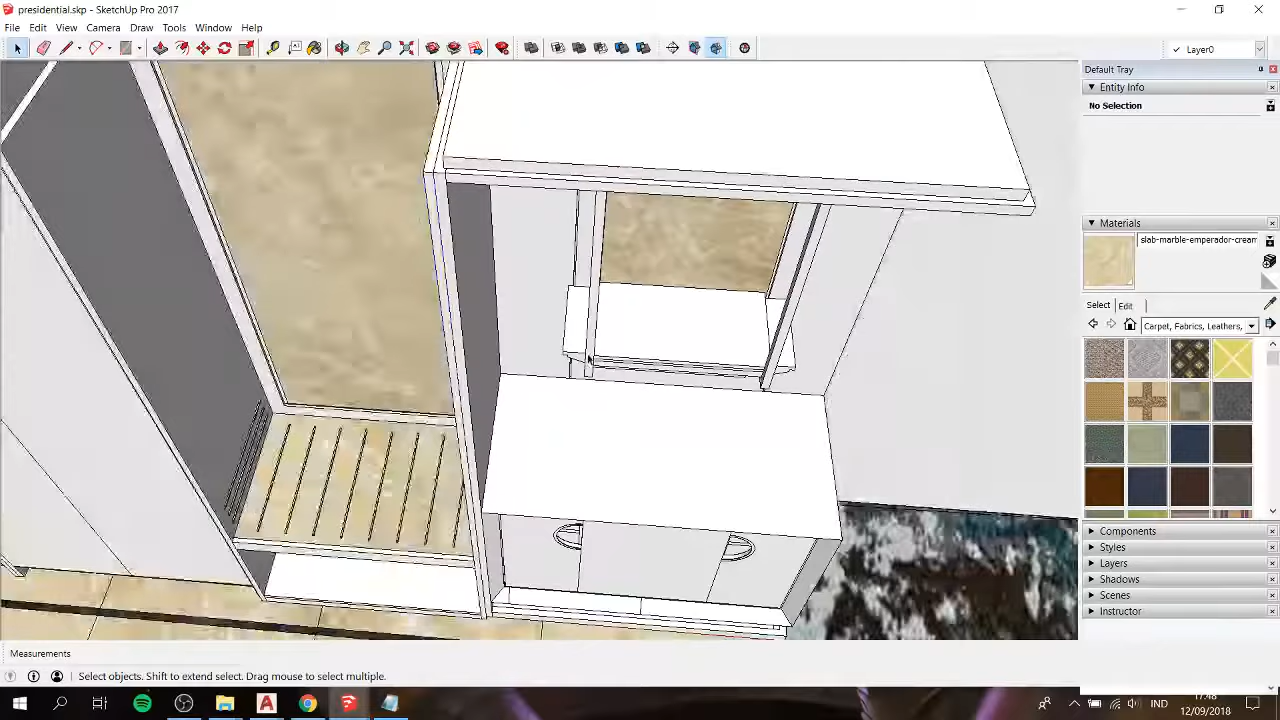 presidential.skp - SketchUp Pro 2017
File Edit View Camera Draw Tools Window Help
Layer0
Default Tray
Entity Info
No Selection
Materials
slab-marble-emperador-cream
Select Edit
Carpet, Fabrics, Leathers,
Components
Styles
Layers
Shadows
Scenes
Instructor
Measurements
Select objects. Shift to extend select. Drag mouse to select multiple.
IND
17:48
12/09/2018